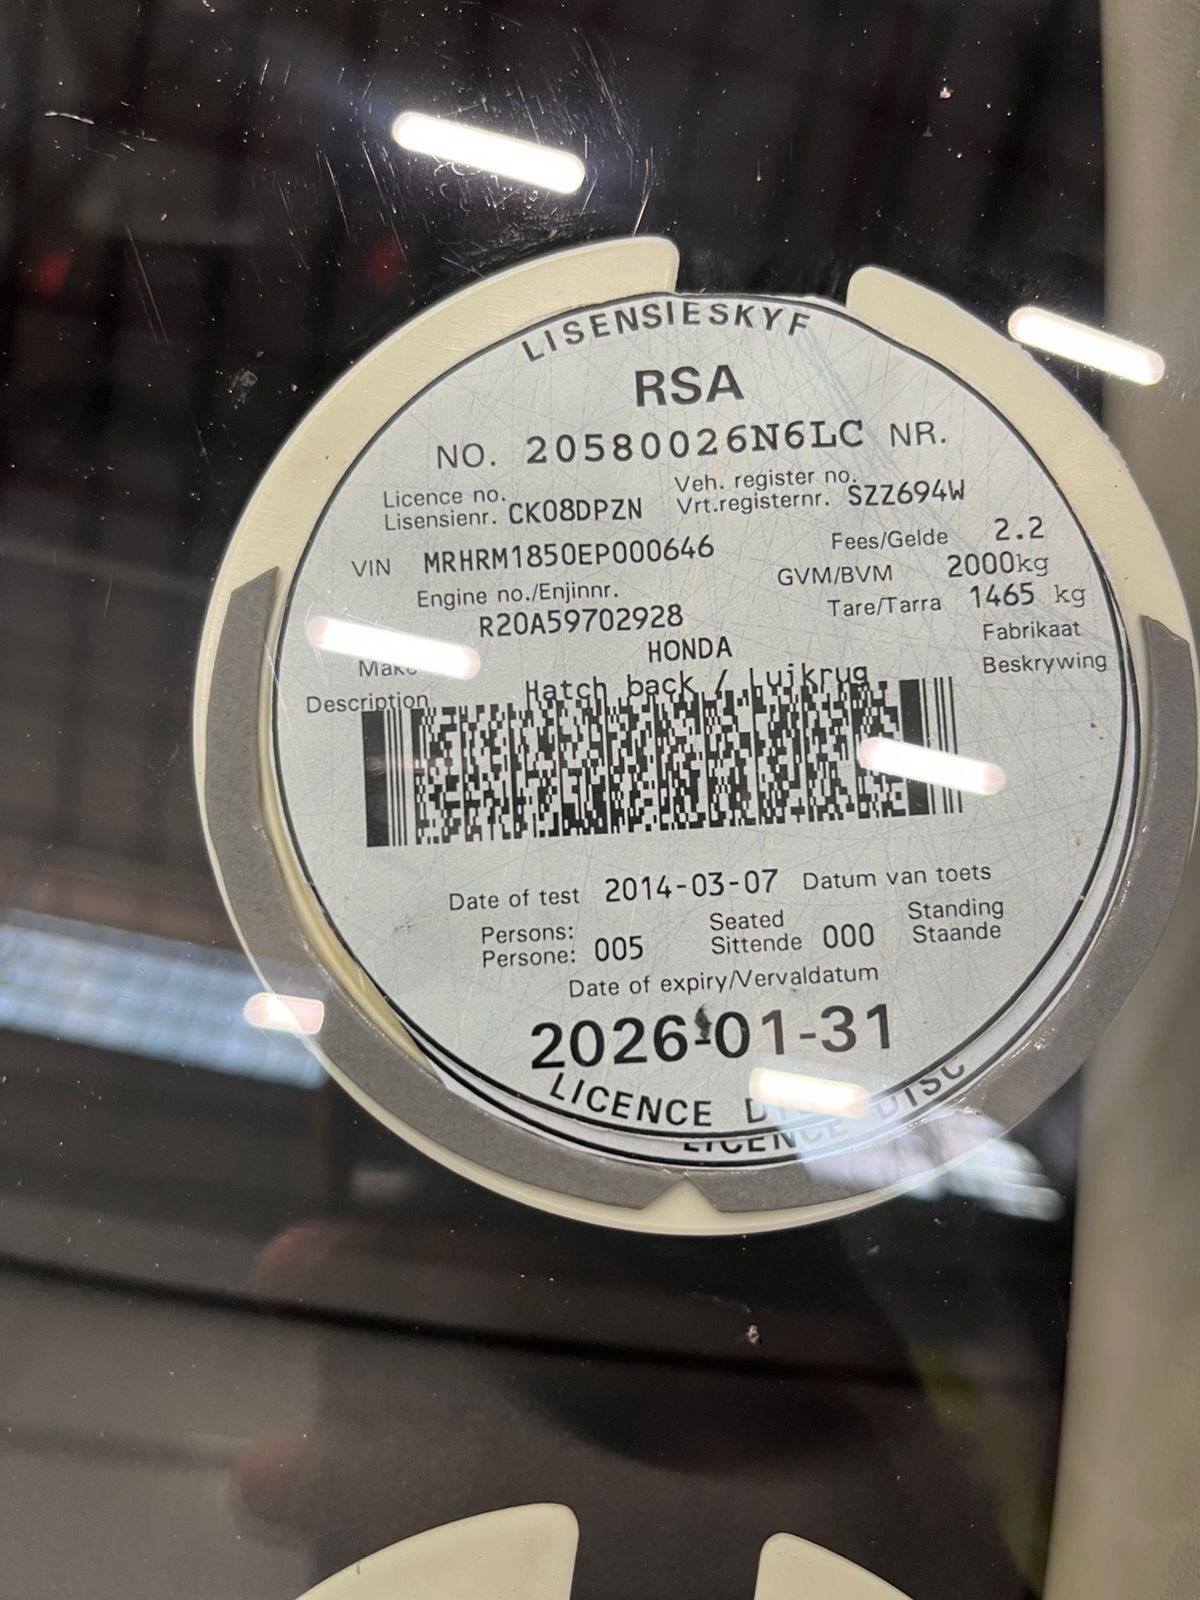 LISENSIESKYF
RSA
NO. 20580026N6LC NR.
Licence no. Veh. register no.
Lisensienr. CK08DPZN Vrt.registernr. SZZ694W
VIN MRHRM1850EP000646 Fees/Gelde 2.2
Engine no./Enjinnr. GVM/BVM 2000kg
R20A59702928 Tare/Tarra 1465 kg
Make HONDA Fabrikaat
Description Hatch back / Luikrug Beskrywing
Date of test 2014-03-07 Datum van toets
Persons: Seated Standing
Persone: 005 Sittende 000 Staande
Date of expiry/Vervaldatum
2026-01-31
LICENCE DISC
LICENCE DISC